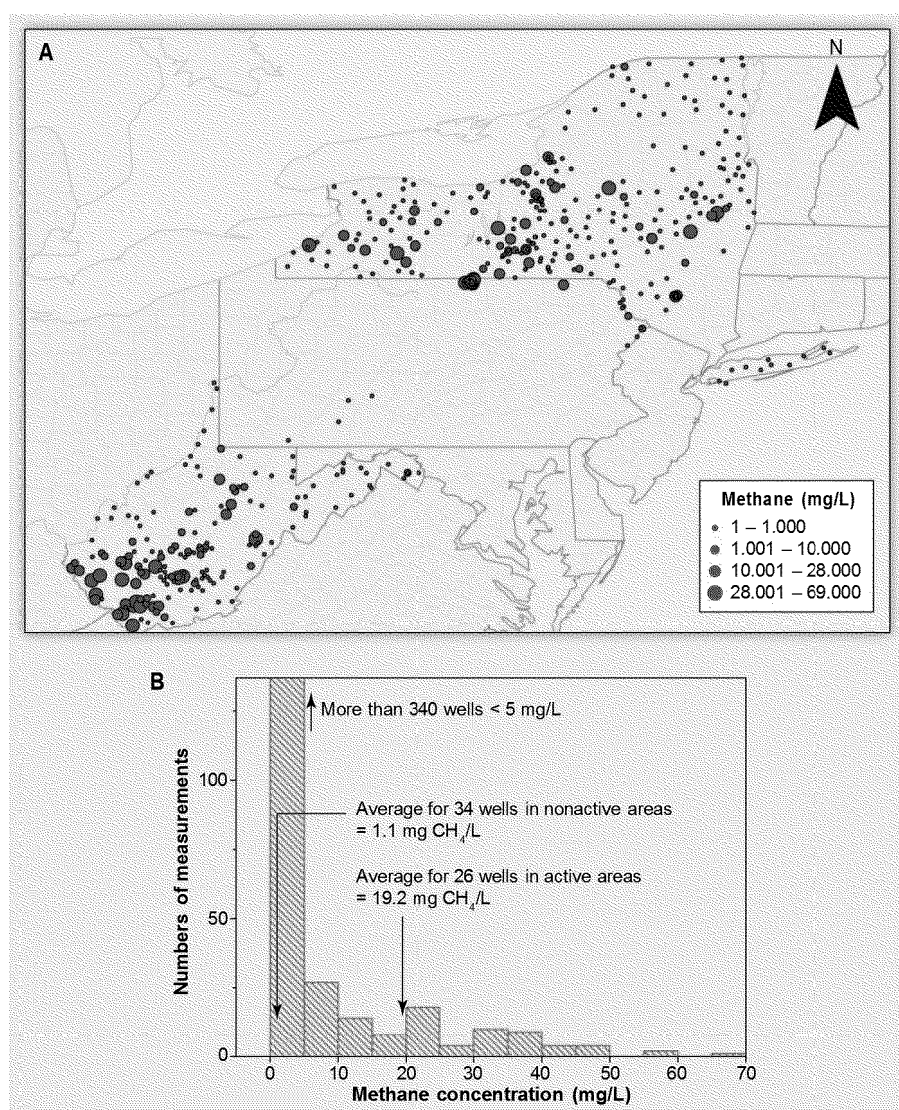 A
N
Methane (mg/L)
1 – 1.000
1.001 – 10.000
10.001 – 28.000
28.001 – 69.000
B
More than 340 wells < 5 mg/L
Average for 34 wells in nonactive areas
= 1.1 mg CH₄/L
Average for 26 wells in active areas
= 19.2 mg CH₄/L
Numbers of measurements
100
50
0
0 10 20 30 40 50 60 70
Methane concentration (mg/L)